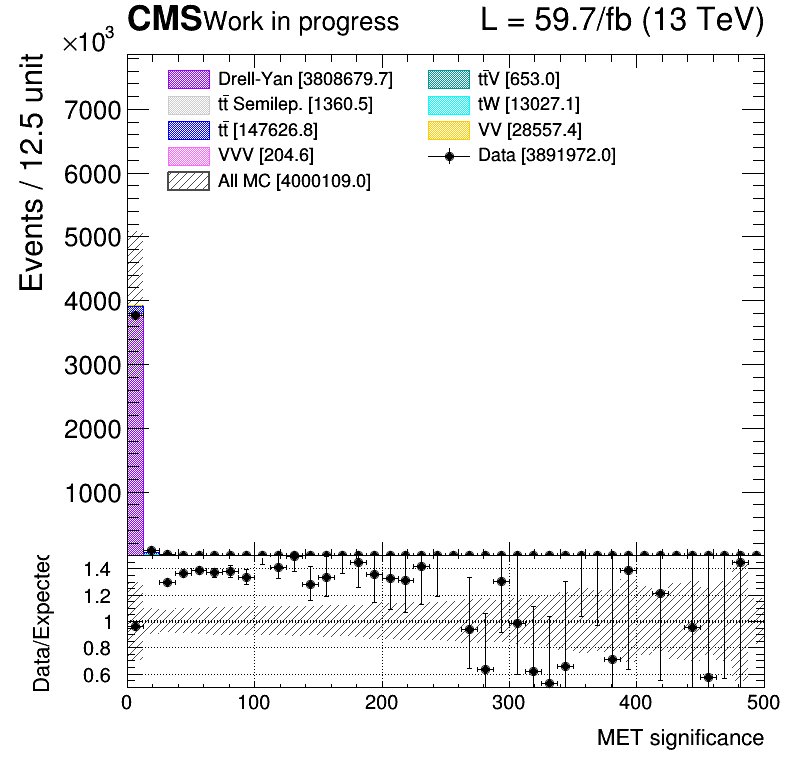 CMS Work in progress L = 59.7/fb (13 TeV)
×10³
Events / 12.5 unit
Drell-Yan [3808679.7]
tt̄ Semilep. [1360.5]
tt̄ [147626.8]
VVV [204.6]
All MC [4000109.0]
tt̄V [653.0]
tW [13027.1]
VV [28557.4]
Data [3891972.0]
7000
6000
5000
4000
3000
2000
1000
Data/Expected
1.4
1.2
1
0.8
0.6
0 100 200 300 400 500
MET significance